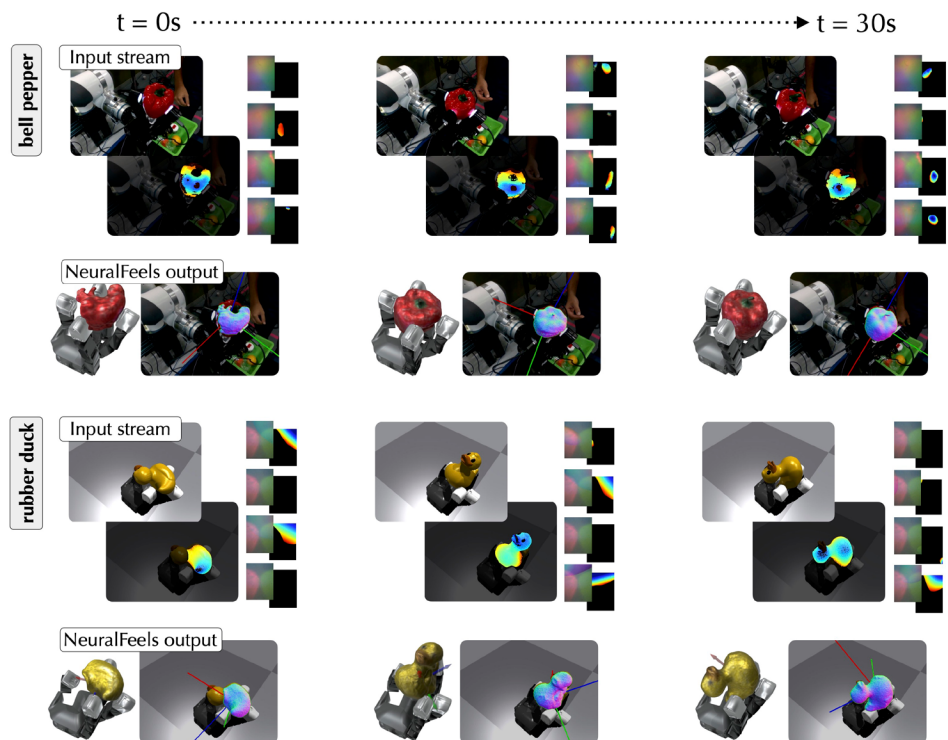 t = 0s
t = 30s
bell pepper
Input stream
NeuralFeels output
rubber duck
Input stream
NeuralFeels output